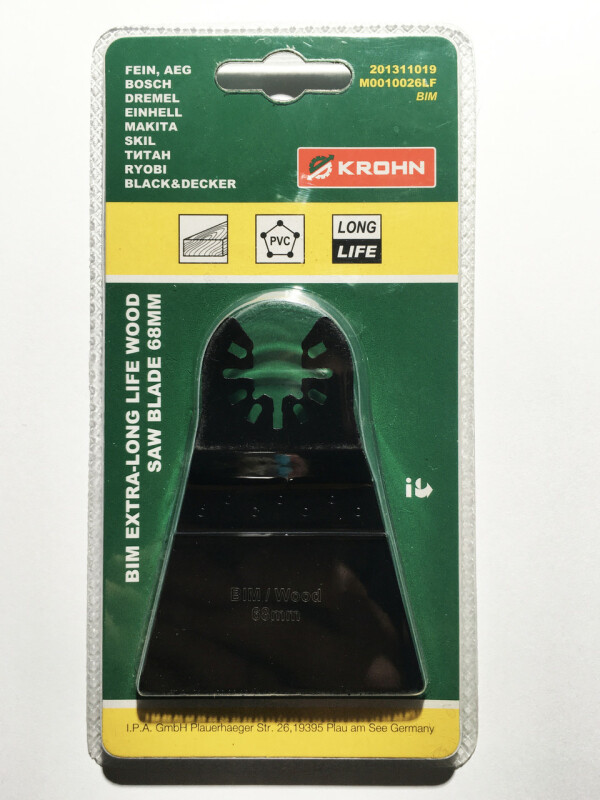 FEIN, AEG
BOSCH
DREMEL
EINHELL
MAKITA
SKIL
ТИТАН
RYOBI
BLACK&DECKER
201311019
M0010026LF
BIM
KROHN
PVC
LONG
LIFE
BIM EXTRA-LONG LIFE WOOD
SAW BLADE 68MM
BIM / Wood
68mm
I.P.A. GmbH Plauerhaeger Str. 26,19395 Plau am See Germany